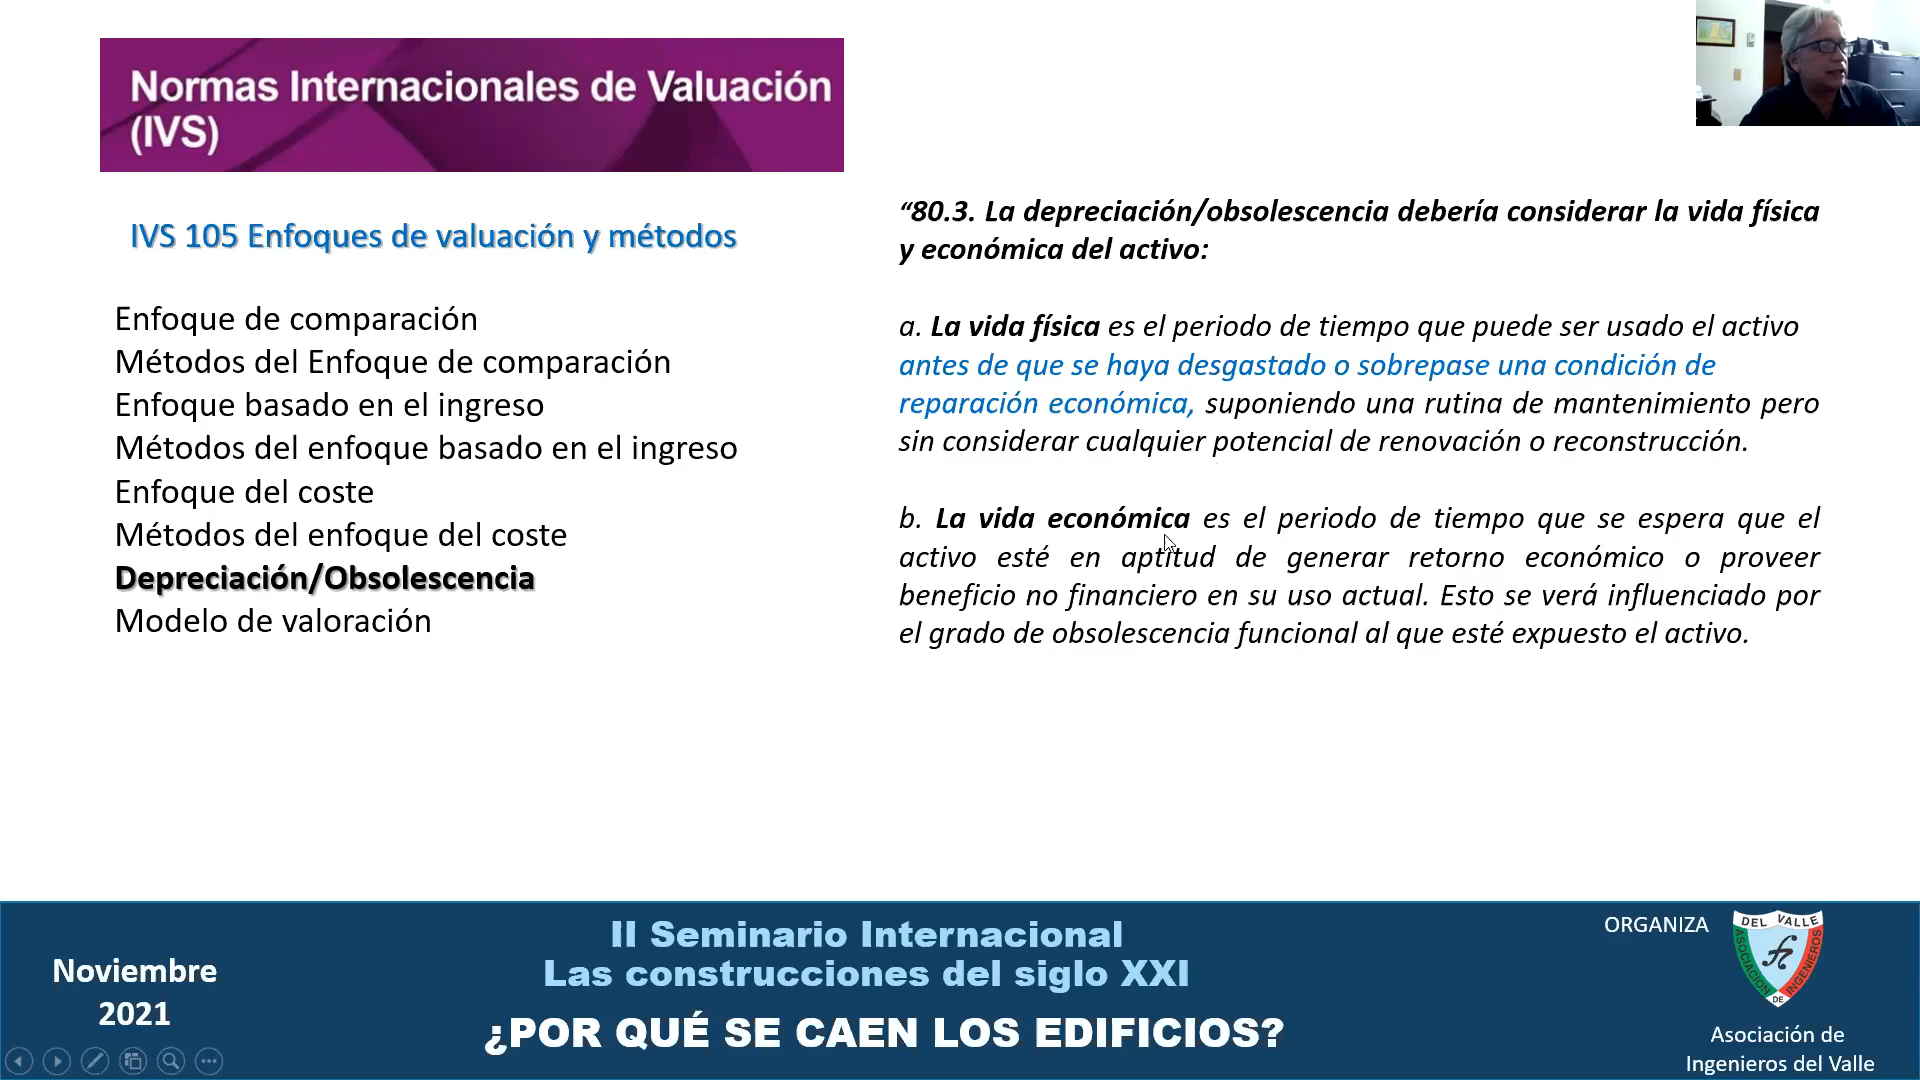 Normas Internacionales de Valuación
(IVS)
IVS 105 Enfoques de valuación y métodos
Enfoque de comparación
Métodos del Enfoque de comparación
Enfoque basado en el ingreso
Métodos del enfoque basado en el ingreso
Enfoque del coste
Métodos del enfoque del coste
Depreciación/Obsolescencia
Modelo de valoración
“80.3. La depreciación/obsolescencia debería considerar la vida física
y económica del activo:
a. La vida física es el periodo de tiempo que puede ser usado el activo
antes de que se haya desgastado o sobrepase una condición de
reparación económica, suponiendo una rutina de mantenimiento pero
sin considerar cualquier potencial de renovación o reconstrucción.
b. La vida económica es el periodo de tiempo que se espera que el
activo esté en aptitud de generar retorno económico o proveer
beneficio no financiero en su uso actual. Esto se verá influenciado por
el grado de obsolescencia funcional al que esté expuesto el activo.
Noviembre
2021
II Seminario Internacional
Las construcciones del siglo XXI
¿POR QUÉ SE CAEN LOS EDIFICIOS?
ORGANIZA
DEL VALLE
ASOCIACION
DE
INGENIEROS
Asociación de
Ingenieros del Valle